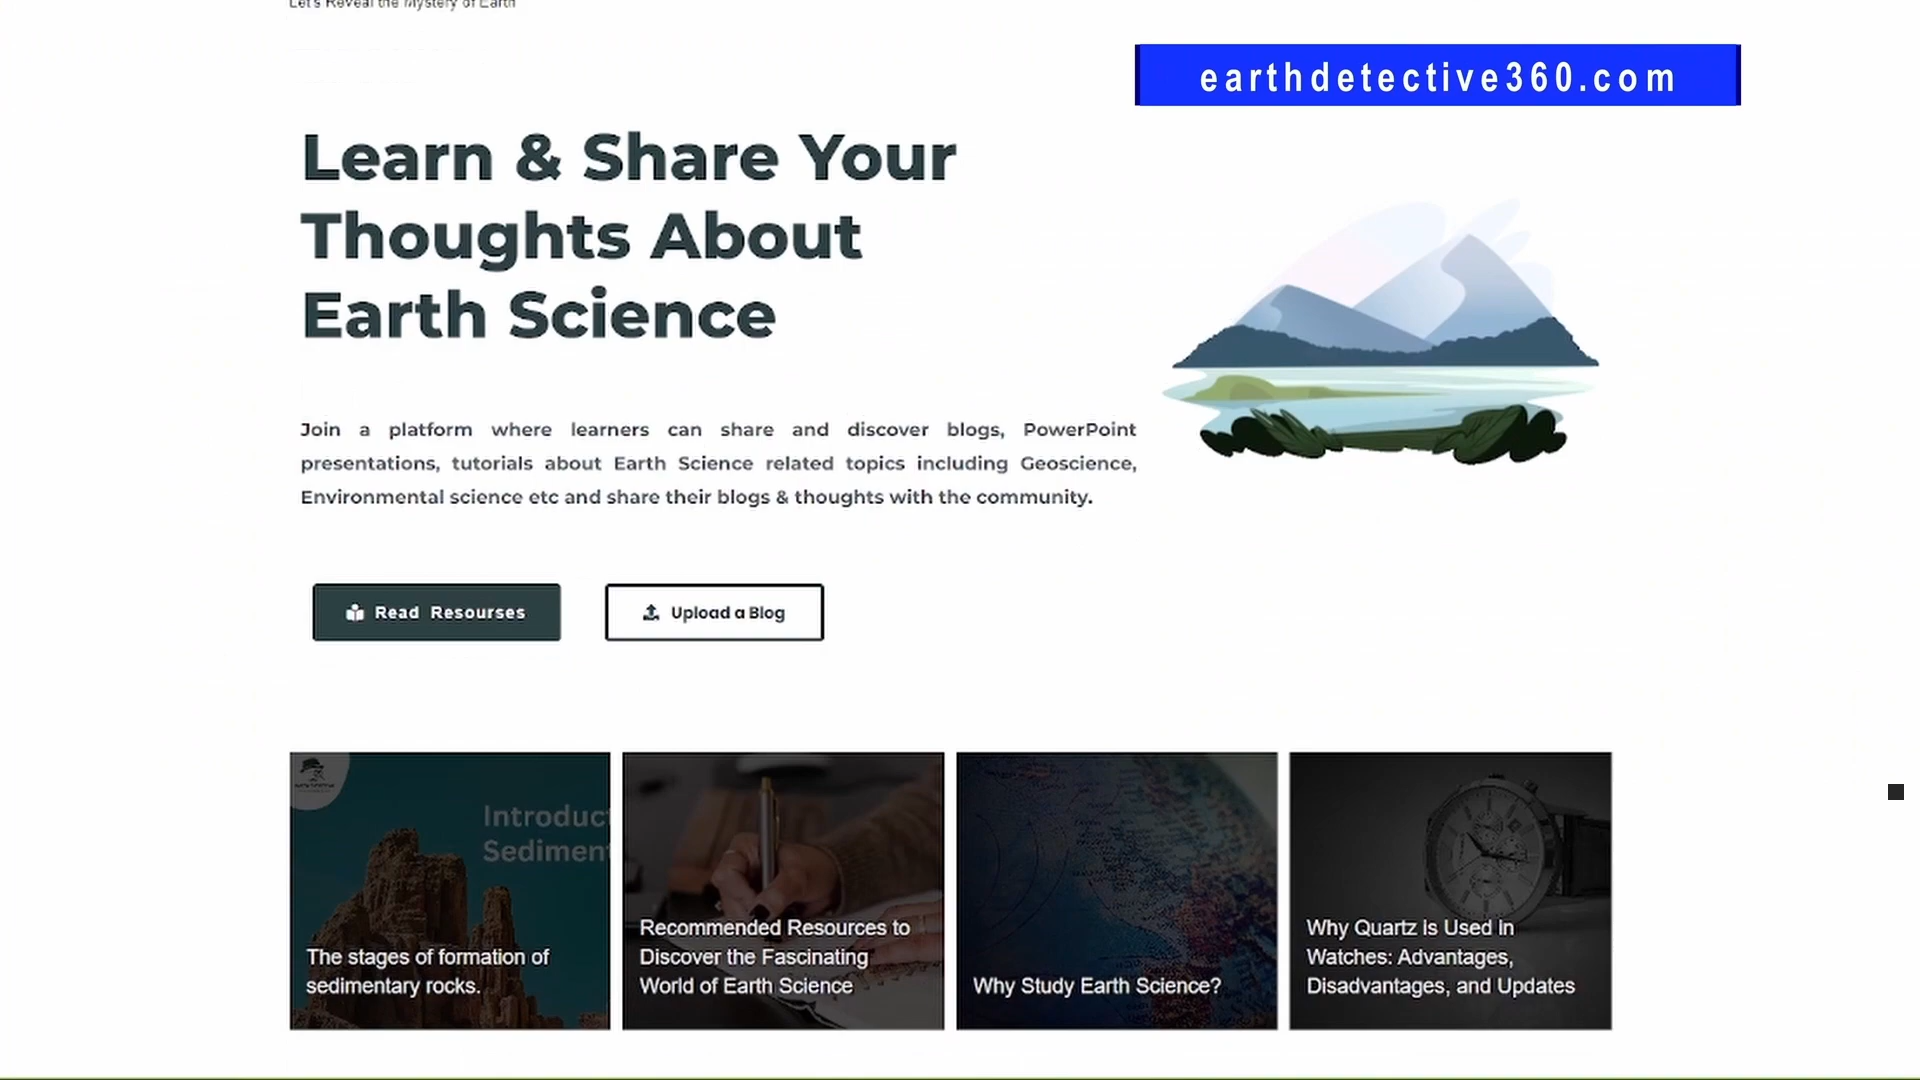 Let's Reveal the Mystery of Earth
earthdetective360.com
Learn & Share Your
Thoughts About
Earth Science
Join a platform where learners can share and discover blogs, PowerPoint
presentations, tutorials about Earth Science related topics including Geoscience,
Environmental science etc and share their blogs & thoughts with the community.
Read Resourses
Upload a Blog
Introduct
Sediment
The stages of formation of
sedimentary rocks.
Recommended Resources to
Discover the Fascinating
World of Earth Science
Why Study Earth Science?
Why Quartz Is Used In
Watches: Advantages,
Disadvantages, and Updates